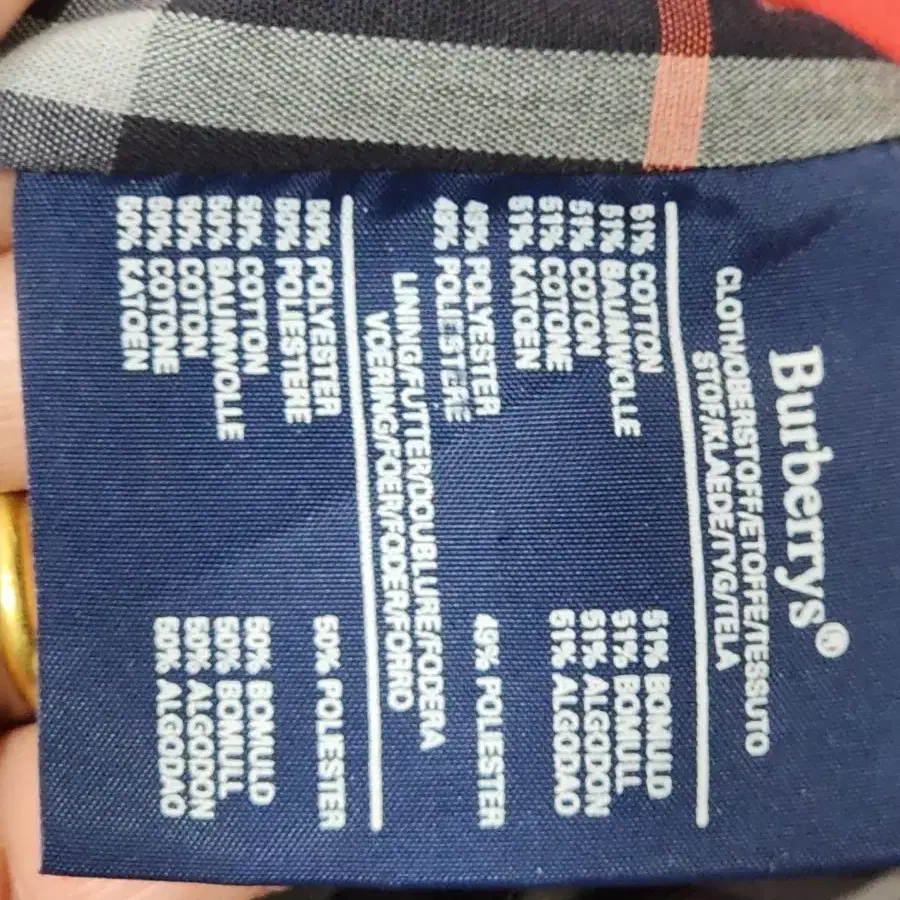 Burberrys®
CLOTH/OBERSTOFF/ETOFFE/TESSUTO
STOF/KLAEDE/TYG/TELA
51% COTTON 51% BOMULD
51% BAUMWOLLE 51% BOMULL
51% COTON 51% ALGODON
51% COTONE 51% ALGODAO
51% KATOEN
49% POLYESTER 49% POLIESTER
49% POLIESTERE
LINING/FUTTER/DOUBLURE/FODERA
VOERING/FOER/FODER/FORRO
50% POLYESTER 50% POLIESTER
50% POLIESTERE
50% COTTON 50% BOMULD
50% BAUMWOLLE 50% BOMULL
50% COTON 50% ALGODON
50% COTONE 50% ALGODAO
50% KATOEN